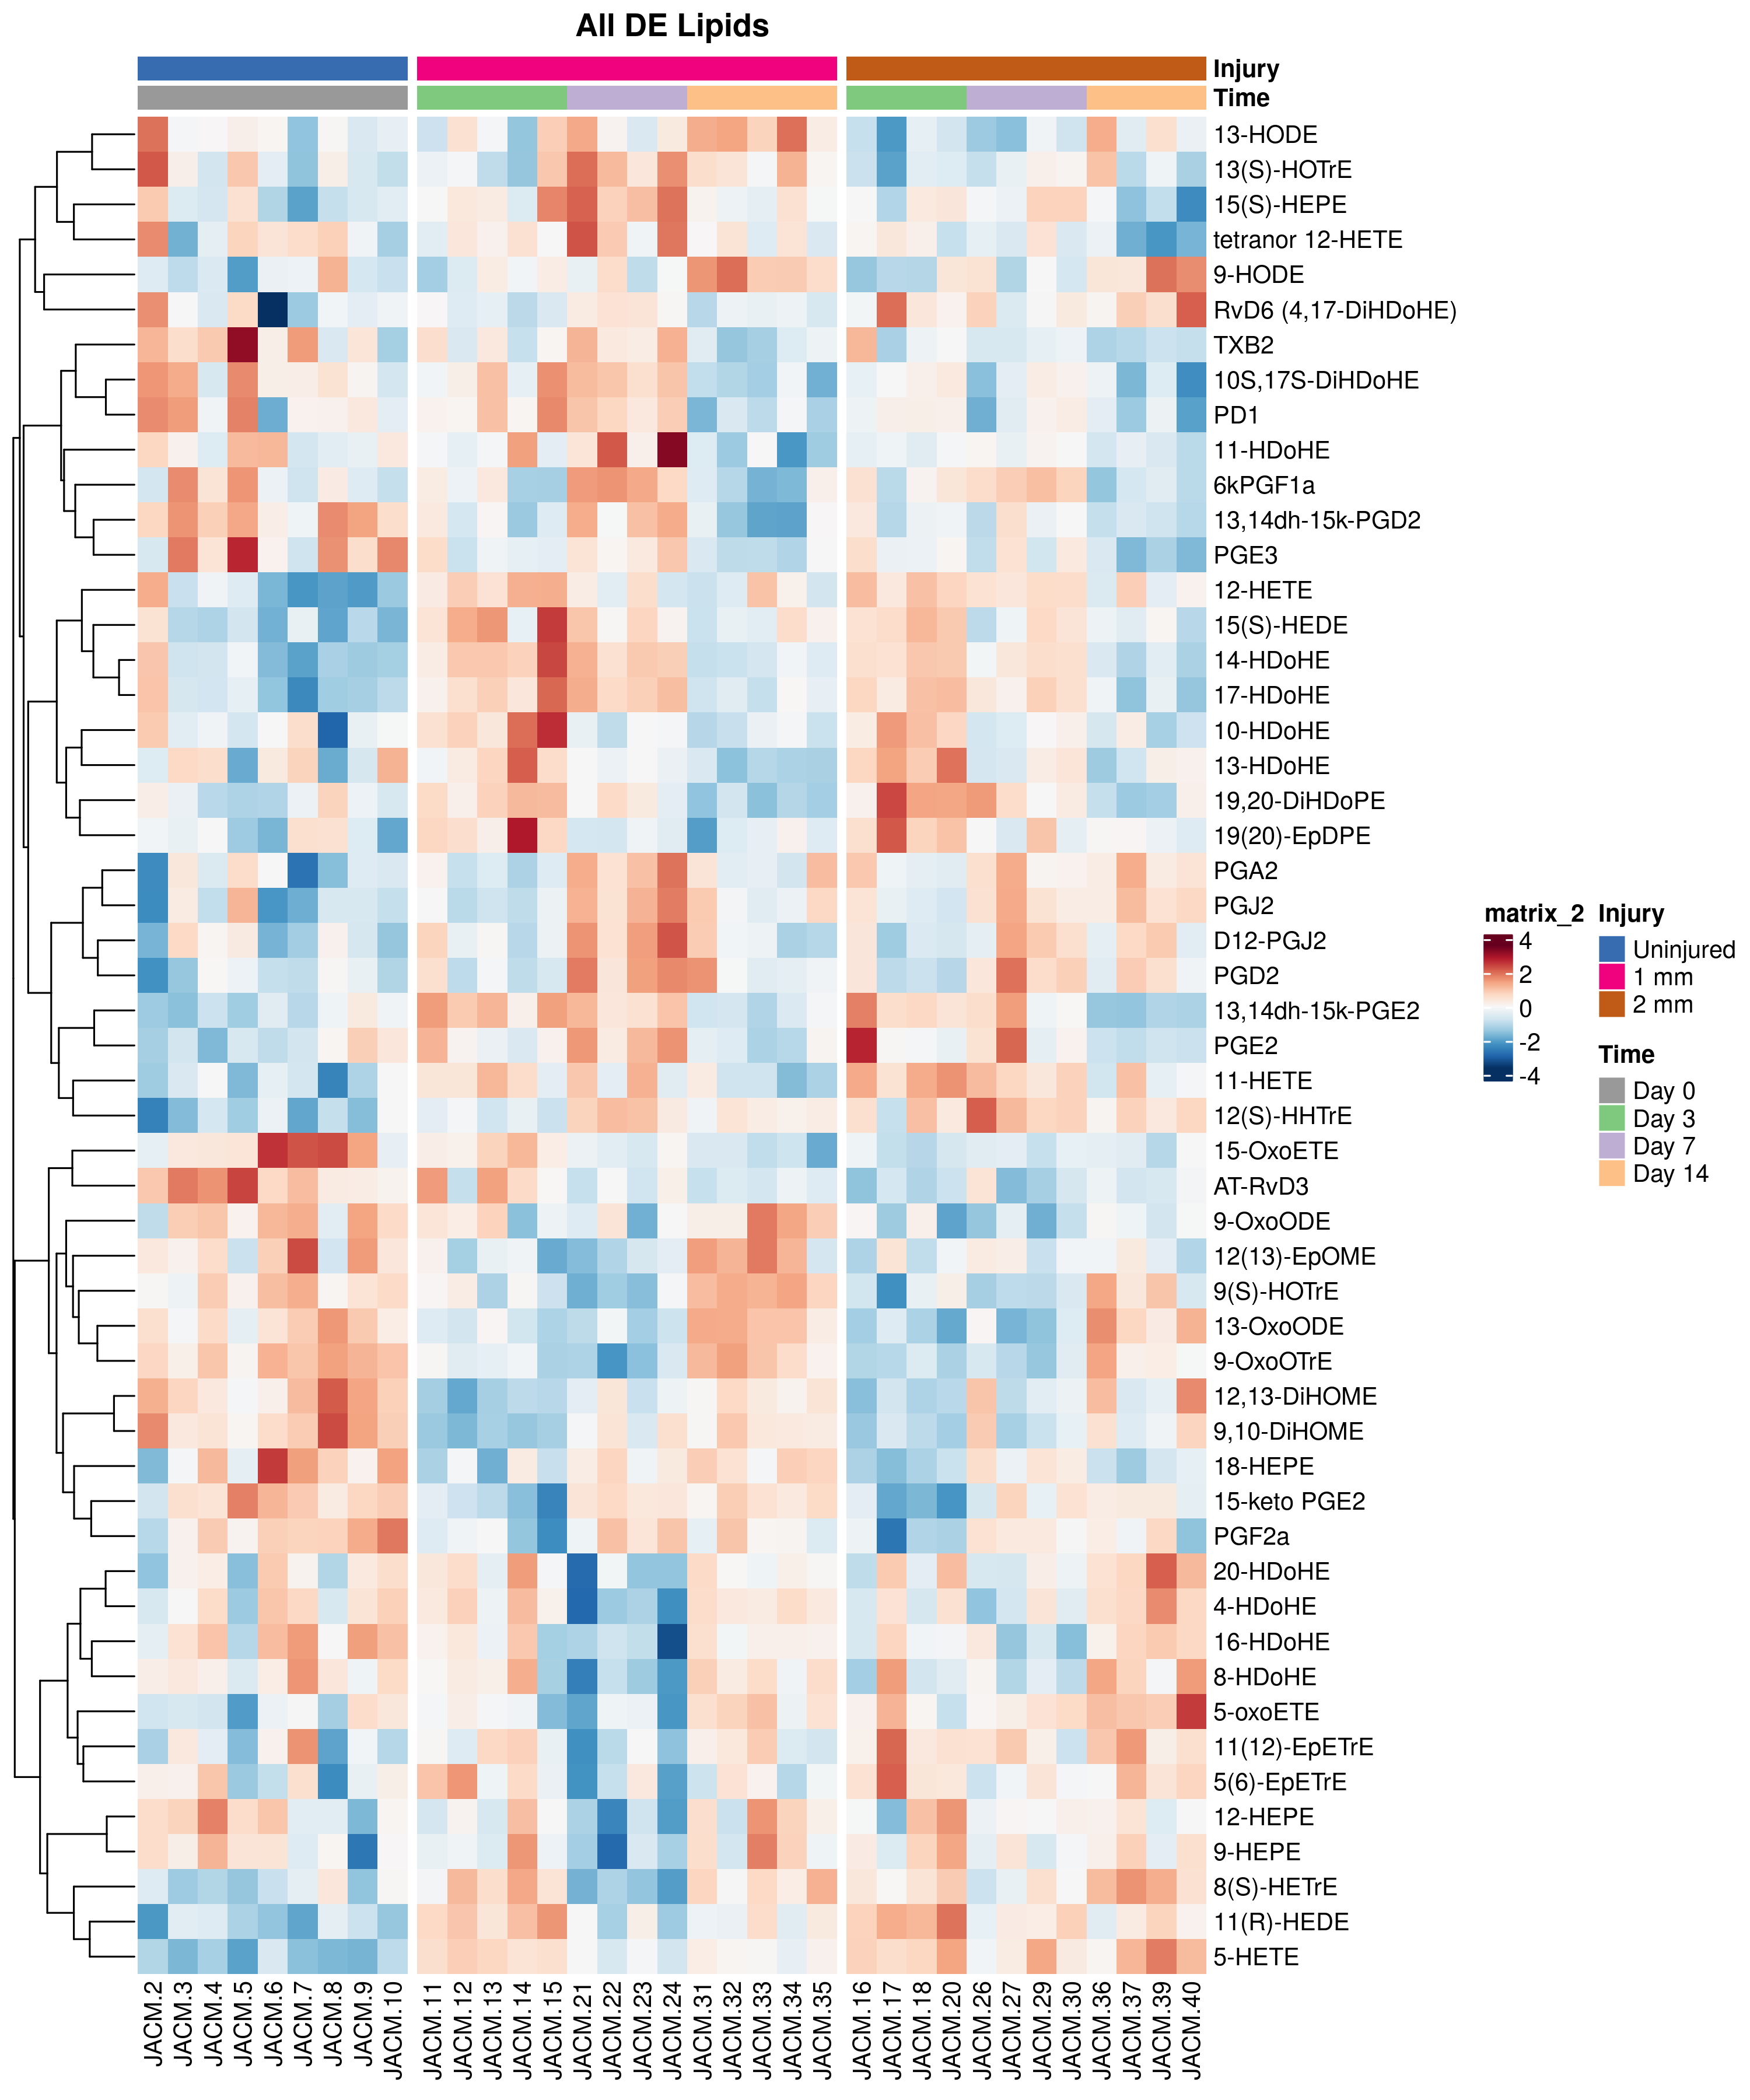 All DE Lipids
Injury
Time
13-HODE
13(S)-HOTrE
15(S)-HEPE
tetranor 12-HETE
9-HODE
RvD6 (4,17-DiHDoHE)
TXB2
10S,17S-DiHDoHE
PD1
11-HDoHE
6kPGF1a
13,14dh-15k-PGD2
PGE3
12-HETE
15(S)-HEDE
14-HDoHE
17-HDoHE
10-HDoHE
13-HDoHE
19,20-DiHDoPE
19(20)-EpDPE
PGA2
PGJ2
D12-PGJ2
PGD2
13,14dh-15k-PGE2
PGE2
11-HETE
12(S)-HHTrE
15-OxoETE
AT-RvD3
9-OxoODE
12(13)-EpOME
9(S)-HOTrE
13-OxoODE
9-OxoOTrE
12,13-DiHOME
9,10-DiHOME
18-HEPE
15-keto PGE2
PGF2a
20-HDoHE
4-HDoHE
16-HDoHE
8-HDoHE
5-oxoETE
11(12)-EpETrE
5(6)-EpETrE
12-HEPE
9-HEPE
8(S)-HETrE
11(R)-HEDE
5-HETE
JACM.2
JACM.3
JACM.4
JACM.5
JACM.6
JACM.7
JACM.8
JACM.9
JACM.10
JACM.11
JACM.12
JACM.13
JACM.14
JACM.15
JACM.21
JACM.22
JACM.23
JACM.24
JACM.31
JACM.32
JACM.33
JACM.34
JACM.35
JACM.16
JACM.17
JACM.18
JACM.20
JACM.26
JACM.27
JACM.29
JACM.30
JACM.36
JACM.37
JACM.39
JACM.40
matrix_2
4
2
0
-2
-4
Injury
Uninjured
1 mm
2 mm
Time
Day 0
Day 3
Day 7
Day 14